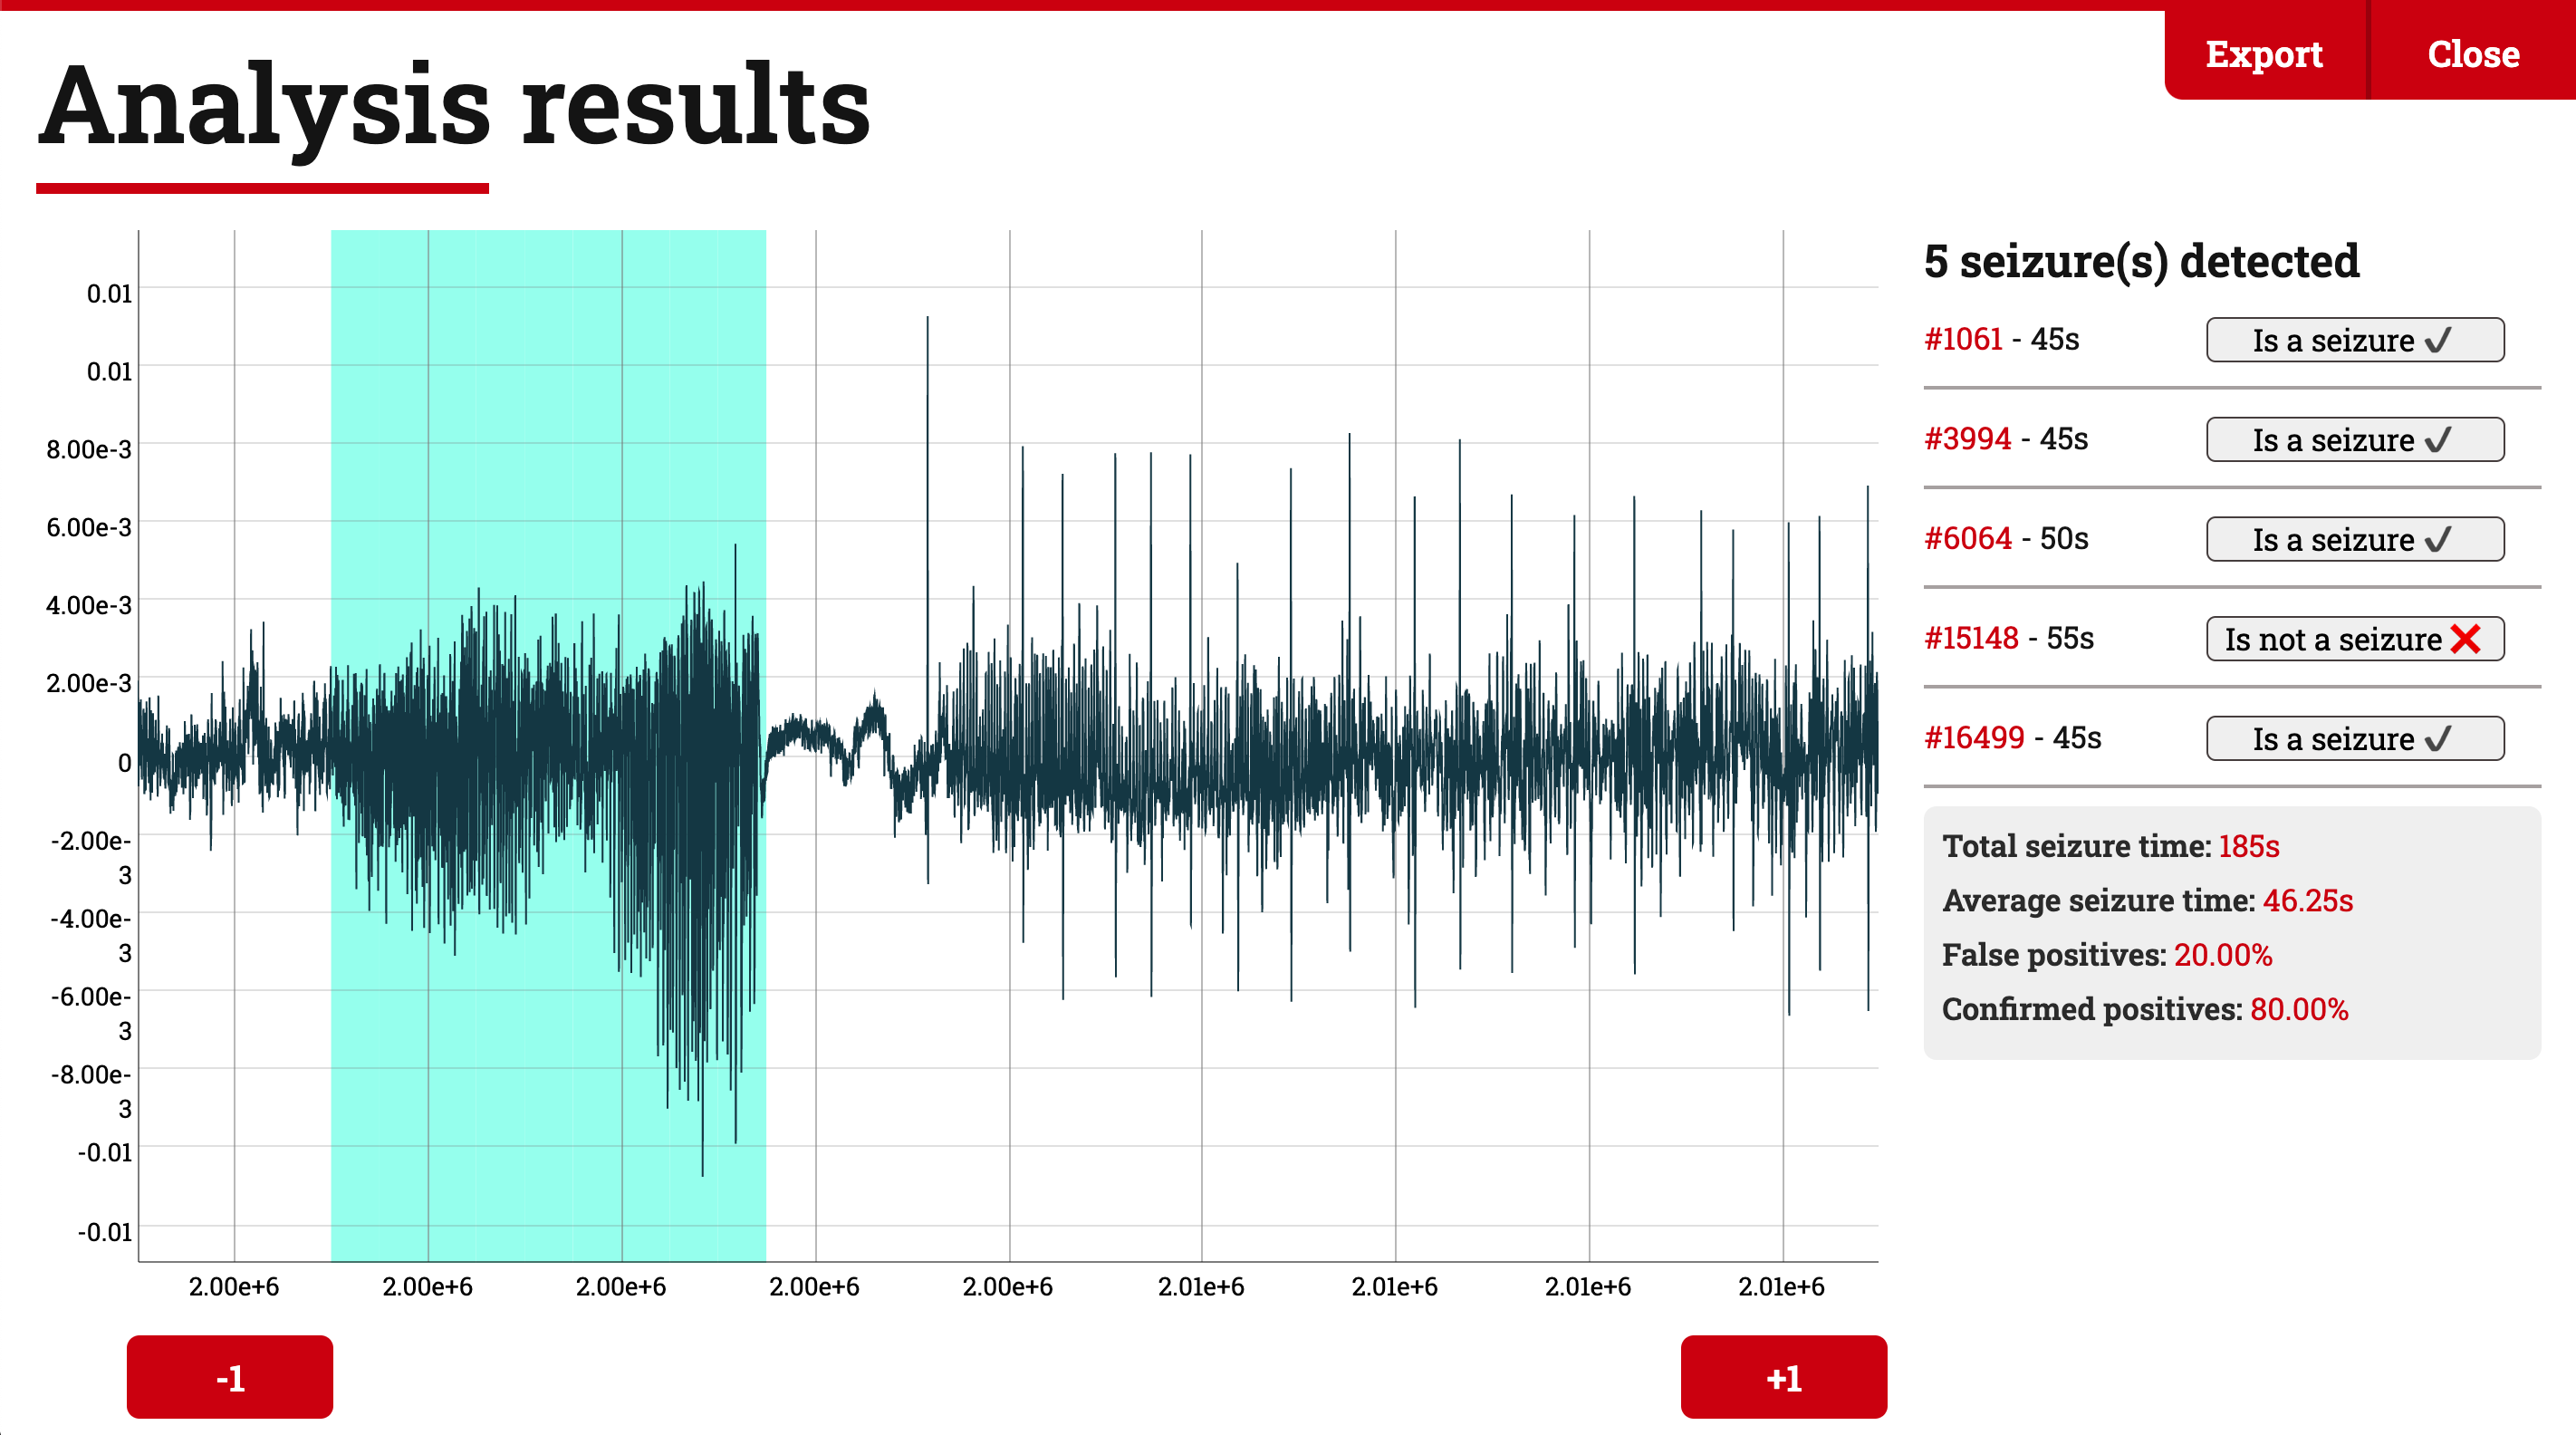 Export
Close
Analysis results
0.01
0.01
8.00e-3
6.00e-3
4.00e-3
2.00e-3
0
-2.00e-
3
-4.00e-
3
-6.00e-
3
-8.00e-
3
-0.01
-0.01
2.00e+6 2.00e+6 2.00e+6 2.00e+6 2.00e+6 2.01e+6 2.01e+6 2.01e+6 2.01e+6
-1
+1
5 seizure(s) detected
#1061 - 45s Is a seizure ✔
#3994 - 45s Is a seizure ✔
#6064 - 50s Is a seizure ✔
#15148 - 55s Is not a seizure ❌
#16499 - 45s Is a seizure ✔
Total seizure time: 185s
Average seizure time: 46.25s
False positives: 20.00%
Confirmed positives: 80.00%